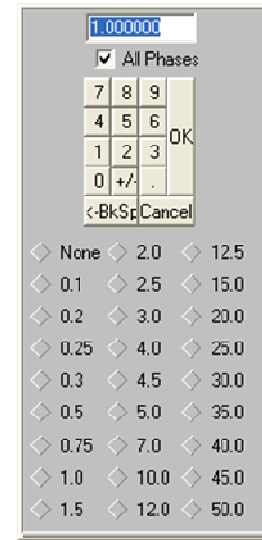 1.000000
All Phases
7 8 9
4 5 6
OK
1 2 3
0 +/- .
<-BkSp Cancel
None 2.0 12.5
0.1 2.5 15.0
0.2 3.0 20.0
0.25 4.0 25.0
0.3 4.5 30.0
0.5 5.0 35.0
0.75 7.0 40.0
1.0 10.0 45.0
1.5 12.0 50.0